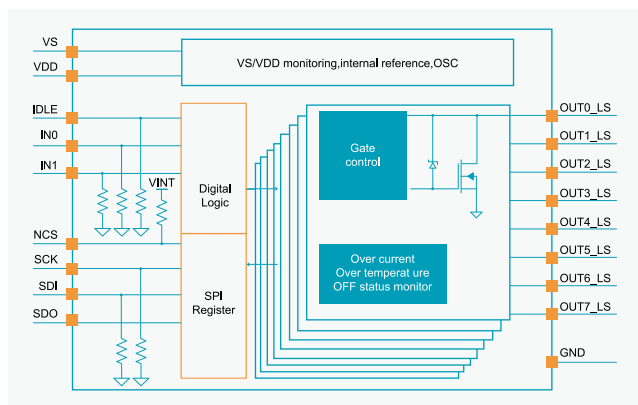 VS
VDD
VS/VDD monitoring,internal reference,OSC
IDLE
IN0
IN1
VINT
NCS
SCK
SDI
SDO
Digital
Logic
SPI
Register
Gate
control
Over current
Over temperat ure
OFF status monitor
OUT0_LS
OUT1_LS
OUT2_LS
OUT3_LS
OUT4_LS
OUT5_LS
OUT6_LS
OUT7_LS
GND